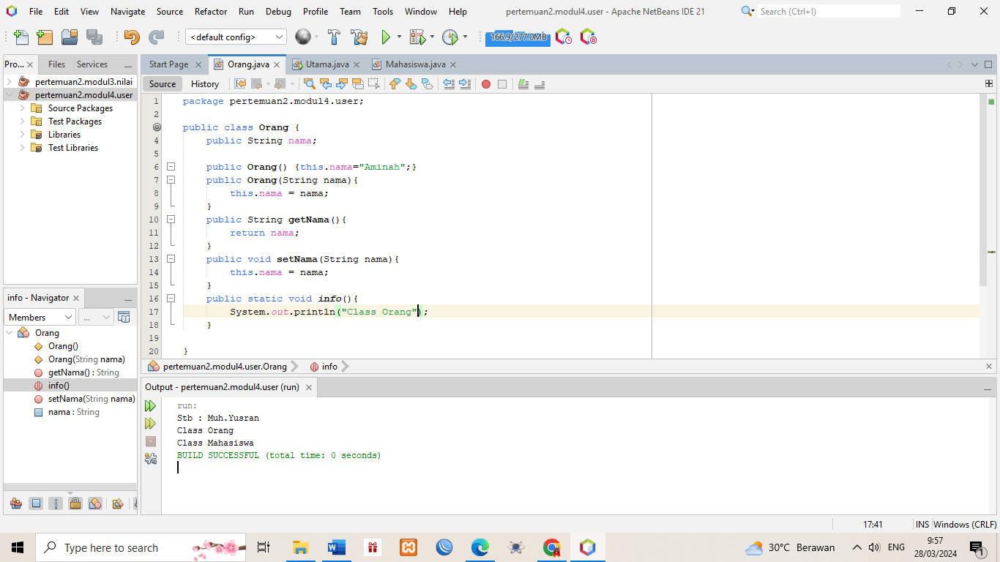 File Edit View Navigate Source Refactor Run Debug Profile Team Tools Window Help pertemuan2.modul4.user - Apache NetBeans IDE 21 Search (Ctrl+I)
<default config> 166.9/277.0MB
Pro... Files Services
Start Page Orang.java Utama.java Mahasiswa.java
pertemuan2.modul3.nilai
pertemuan2.modul4.user
Source Packages
Test Packages
Libraries
Test Libraries
Source History
1 package pertemuan2.modul4.user;
2
public class Orang {
4 public String nama;
5
6 public Orang() {this.nama="Aminah";}
7 public Orang(String nama){
8 this.nama = nama;
9 }
10 public String getNama(){
11 return nama;
12 }
13 public void setNama(String nama){
14 this.nama = nama;
15 }
16 public static void info(){
17 System.out.println("Class Orang");
18 }
19
20 }
pertemuan2.modul4.user.Orang info
info - Navigator
Members ...
Orang
Orang()
Orang(String nama)
getNama() : String
info()
setNama(String nama)
nama : String
Output - pertemuan2.modul4.user (run)
run:
Stb : Muh.Yusran
Class Orang
Class Mahasiswa
BUILD SUCCESSFUL (total time: 0 seconds)
17:41 INS Windows (CRLF)
Type here to search
30°C Berawan ENG
9:57
28/03/2024
1